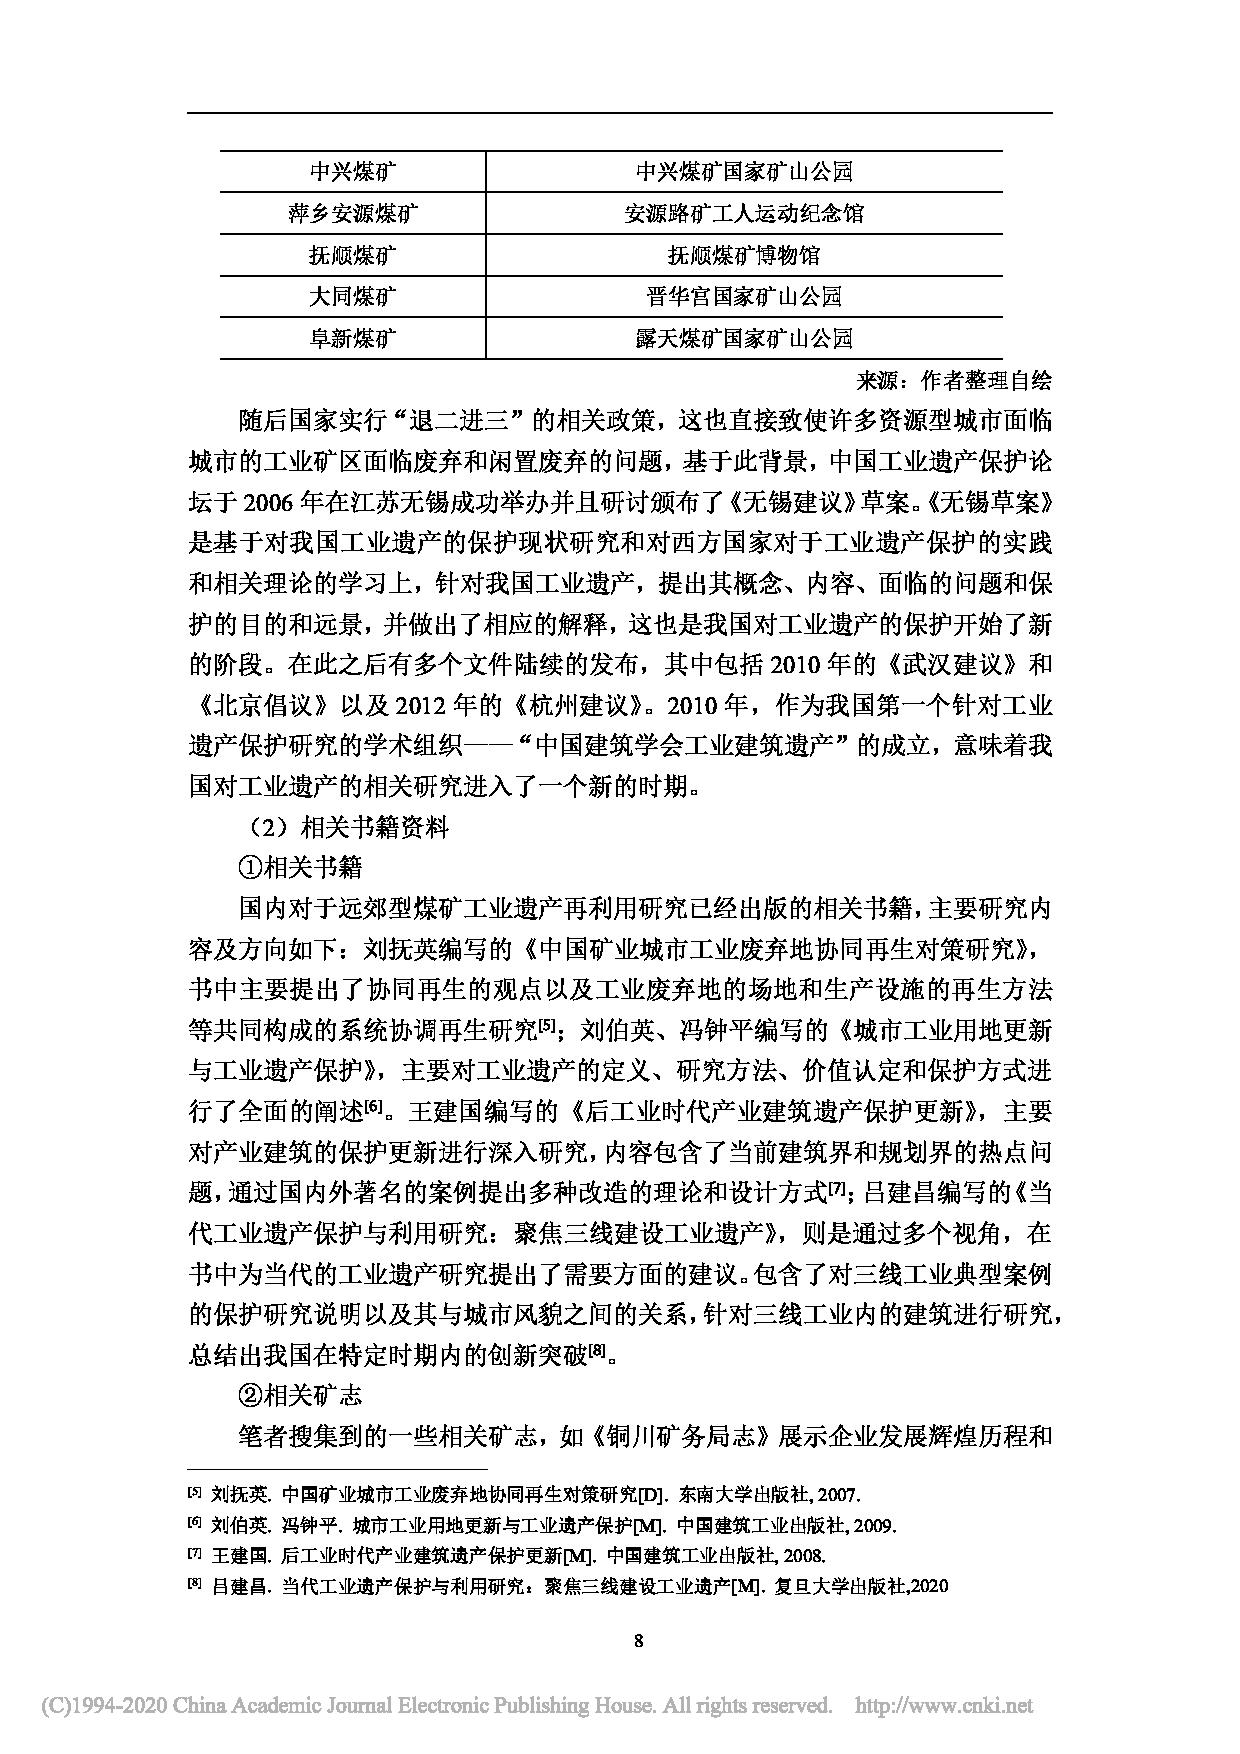 中兴煤矿 中兴煤矿国家矿山公园
萍乡安源煤矿 安源路矿工人运动纪念馆
抚顺煤矿 抚顺煤矿博物馆
大同煤矿 晋华宫国家矿山公园
阜新煤矿 露天煤矿国家矿山公园
来源：作者整理自绘
随后国家实行“退二进三”的相关政策，这也直接致使许多资源型城市面临
城市的工业矿区面临废弃和闲置废弃的问题，基于此背景，中国工业遗产保护论
坛于 2006 年在江苏无锡成功举办并且研讨颁布了《无锡建议》草案。《无锡草案》
是基于对我国工业遗产的保护现状研究和对西方国家对于工业遗产保护的实践
和相关理论的学习上，针对我国工业遗产，提出其概念、内容、面临的问题和保
护的目的和远景，并做出了相应的解释，这也是我国对工业遗产的保护开始了新
的阶段。在此之后有多个文件陆续的发布，其中包括 2010 年的《武汉建议》和
《北京倡议》以及 2012 年的《杭州建议》。2010 年，作为我国第一个针对工业
遗产保护研究的学术组织——“中国建筑学会工业建筑遗产”的成立，意味着我
国对工业遗产的相关研究进入了一个新的时期。
（2）相关书籍资料
①相关书籍
国内对于远郊型煤矿工业遗产再利用研究已经出版的相关书籍，主要研究内
容及方向如下：刘抚英编写的《中国矿业城市工业废弃地协同再生对策研究》，
书中主要提出了协同再生的观点以及工业废弃地的场地和生产设施的再生方法
等共同构成的系统协调再生研究[5]；刘伯英、冯钟平编写的《城市工业用地更新
与工业遗产保护》，主要对工业遗产的定义、研究方法、价值认定和保护方式进
行了全面的阐述[6]。王建国编写的《后工业时代产业建筑遗产保护更新》，主要
对产业建筑的保护更新进行深入研究，内容包含了当前建筑界和规划界的热点问
题，通过国内外著名的案例提出多种改造的理论和设计方式[7]；吕建昌编写的《当
代工业遗产保护与利用研究：聚焦三线建设工业遗产》，则是通过多个视角，在
书中为当代的工业遗产研究提出了需要方面的建议。包含了对三线工业典型案例
的保护研究说明以及其与城市风貌之间的关系，针对三线工业内的建筑进行研究，
总结出我国在特定时期内的创新突破[8]。
②相关矿志
笔者搜集到的一些相关矿志，如《铜川矿务局志》展示企业发展辉煌历程和
[5] 刘抚英. 中国矿业城市工业废弃地协同再生对策研究[D]. 东南大学出版社, 2007.
[6] 刘伯英. 冯钟平. 城市工业用地更新与工业遗产保护[M]. 中国建筑工业出版社, 2009.
[7] 王建国. 后工业时代产业建筑遗产保护更新[M]. 中国建筑工业出版社, 2008.
[8] 吕建昌. 当代工业遗产保护与利用研究：聚焦三线建设工业遗产[M]. 复旦大学出版社,2020
8
(C)1994-2020 China Academic Journal Electronic Publishing House. All rights reserved. http://www.cnki.net